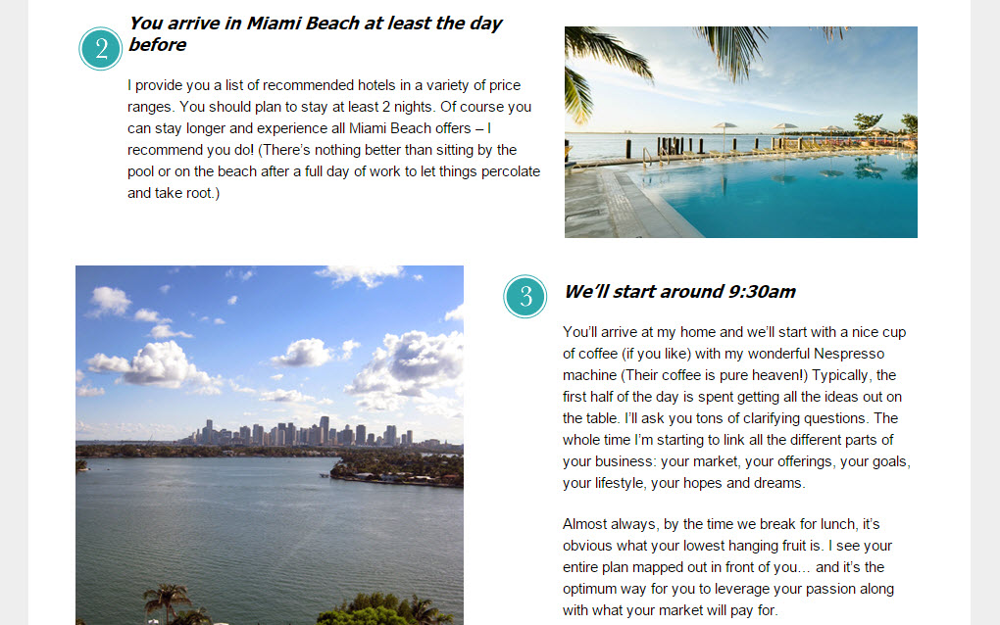 2
You arrive in Miami Beach at least the day
before
I provide you a list of recommended hotels in a variety of price
ranges. You should plan to stay at least 2 nights. Of course you
can stay longer and experience all Miami Beach offers – I
recommend you do! (There’s nothing better than sitting by the
pool or on the beach after a full day of work to let things percolate
and take root.)
3
We’ll start around 9:30am
You’ll arrive at my home and we’ll start with a nice cup
of coffee (if you like) with my wonderful Nespresso
machine (Their coffee is pure heaven!) Typically, the
first half of the day is spent getting all the ideas out on
the table. I’ll ask you tons of clarifying questions. The
whole time I’m starting to link all the different parts of
your business: your market, your offerings, your goals,
your lifestyle, your hopes and dreams.
Almost always, by the time we break for lunch, it’s
obvious what your lowest hanging fruit is. I see your
entire plan mapped out in front of you… and it’s the
optimum way for you to leverage your passion along
with what your market will pay for.